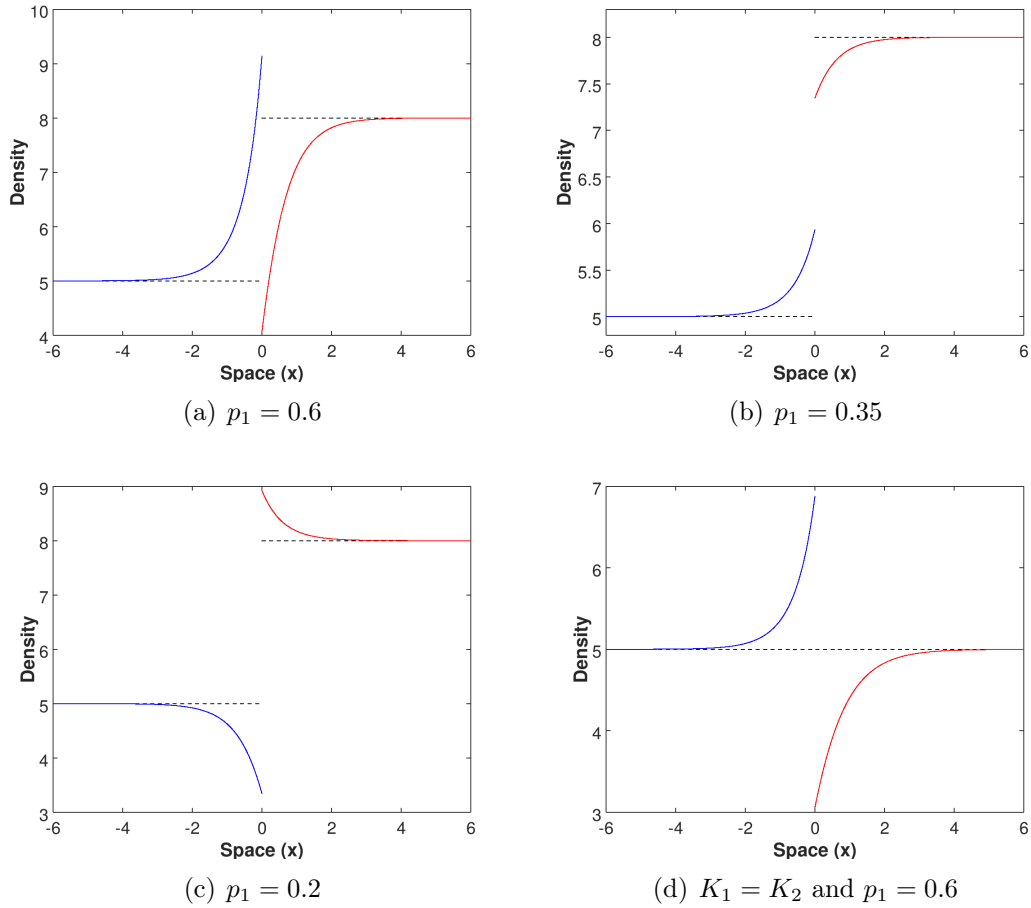 10
9
8
7
6
5
4
Density
-6 -4 -2 0 2 4 6
Space (x)
(a) p₁ = 0.6
8
7.5
7
6.5
6
5.5
5
Density
-6 -4 -2 0 2 4 6
Space (x)
(b) p₁ = 0.35
9
8
7
6
5
4
3
Density
-6 -4 -2 0 2 4 6
Space (x)
(c) p₁ = 0.2
7
6
5
4
3
Density
-6 -4 -2 0 2 4 6
Space (x)
(d) K₁ = K₂ and p₁ = 0.6